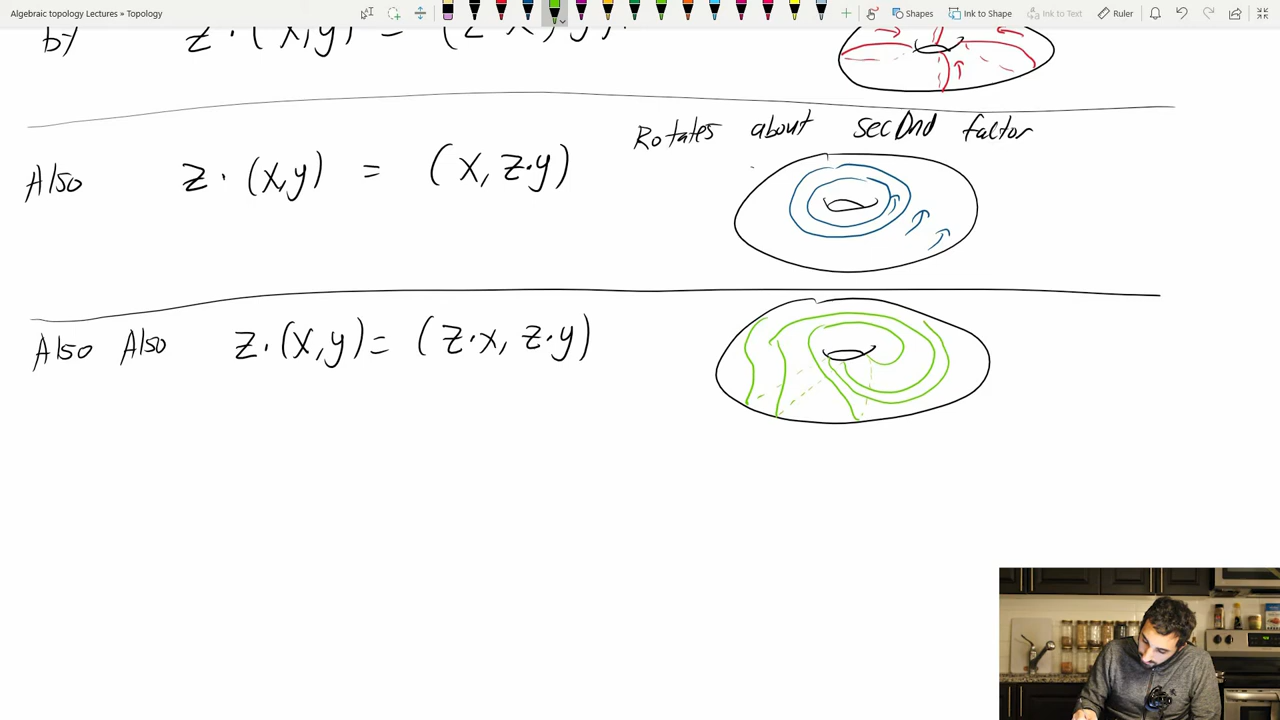 Algebraic topology Lectures » Topology
Shapes
Ink to Shape
Ink to Text
Ruler
by z · (x,y) = (z·x, y).
Rotates about second factor
Also z · (x,y) = (x, z·y)
Also Also z·(x,y) = (z·x, z·y)